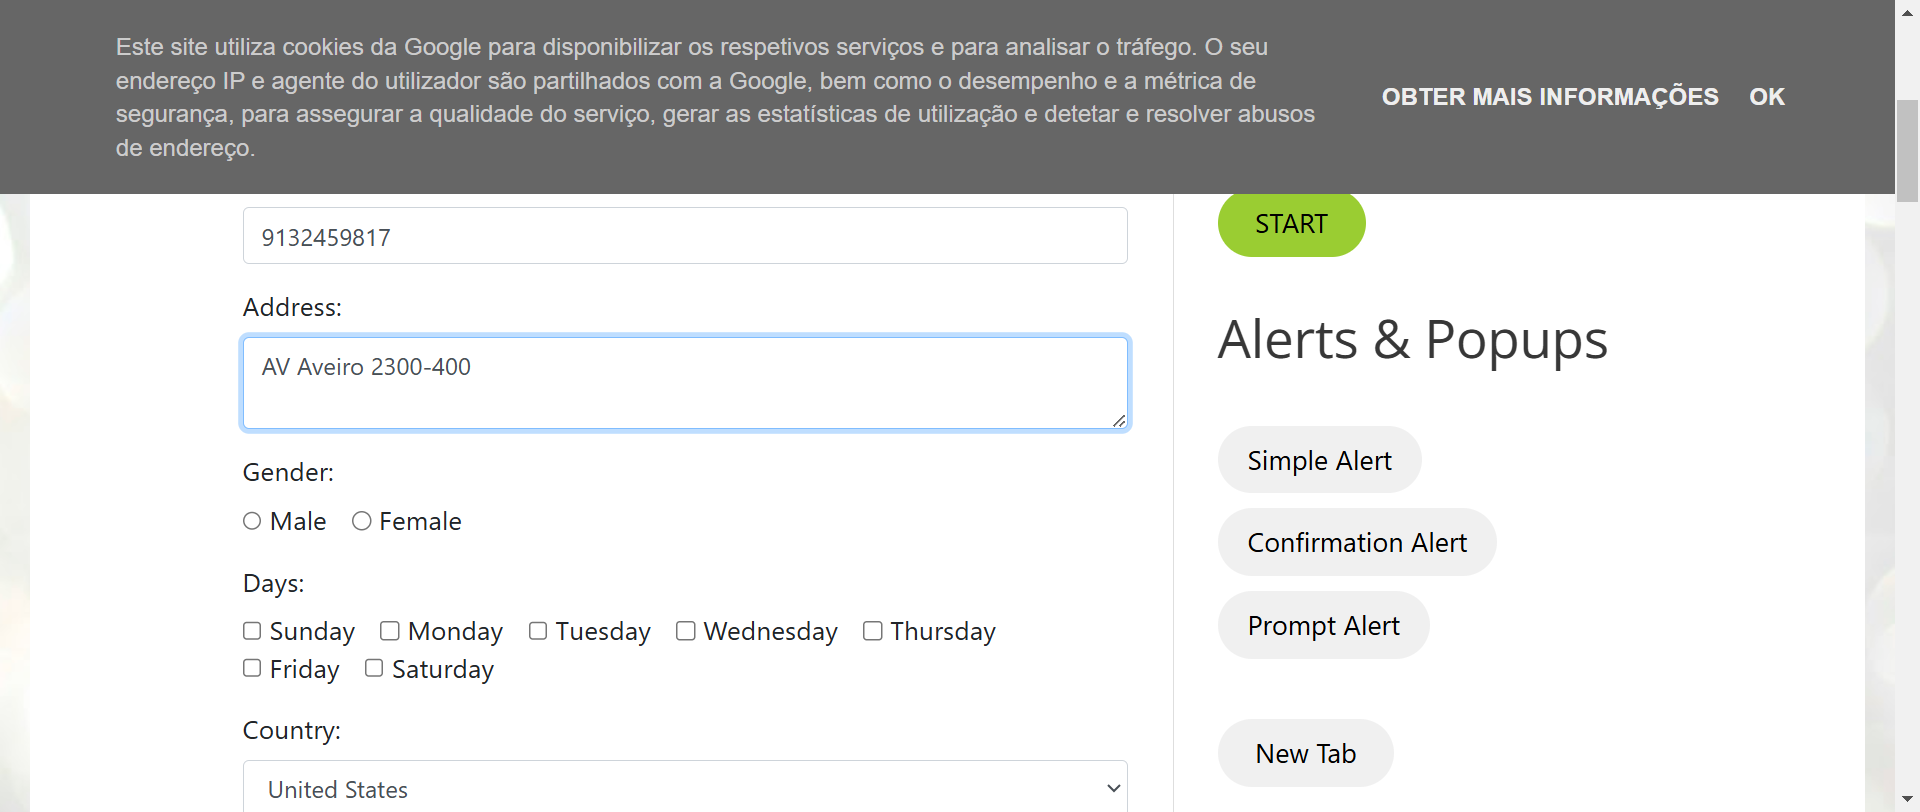 Este site utiliza cookies da Google para disponibilizar os respetivos serviços e para analisar o tráfego. O seu
endereço IP e agente do utilizador são partilhados com a Google, bem como o desempenho e a métrica de
segurança, para assegurar a qualidade do serviço, gerar as estatísticas de utilização e detetar e resolver abusos
de endereço.
OBTER MAIS INFORMAÇÕES OK
9132459817
Address:
AV Aveiro 2300-400
Gender:
Male Female
Days:
Sunday Monday Tuesday Wednesday Thursday
Friday Saturday
Country:
United States
START
Alerts & Popups
Simple Alert
Confirmation Alert
Prompt Alert
New Tab